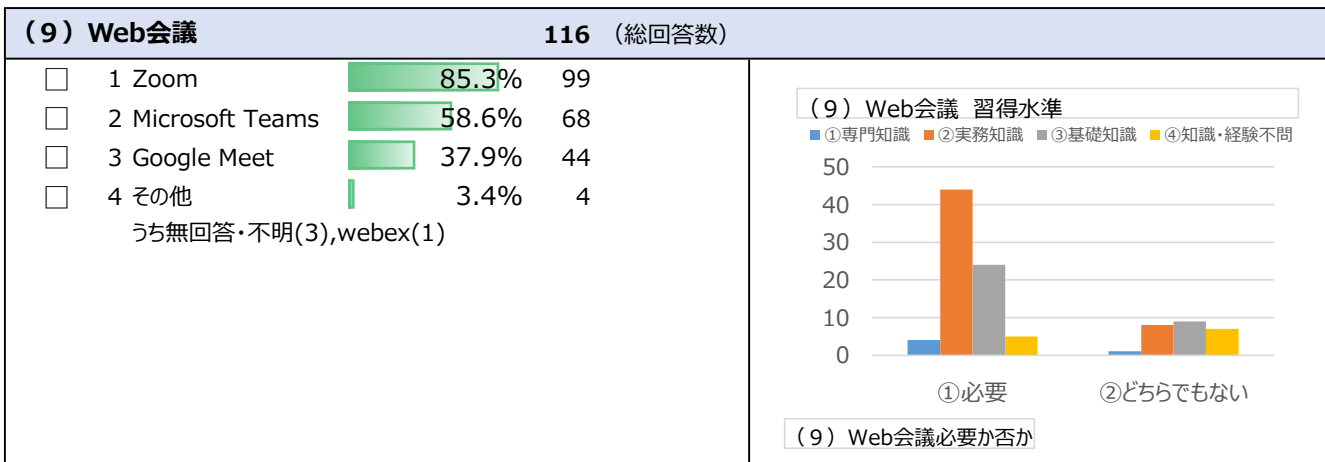 （9）Web会議 116 （総回答数）
□ 1 Zoom 85.3% 99
□ 2 Microsoft Teams 58.6% 68
□ 3 Google Meet 37.9% 44
□ 4 その他 3.4% 4
うち無回答・不明(3),webex(1)
（9）Web会議 習得水準
①専門知識 ②実務知識 ③基礎知識 ④知識・経験不問
50
40
30
20
10
0
①必要 ②どちらでもない
（9）Web会議必要か否か